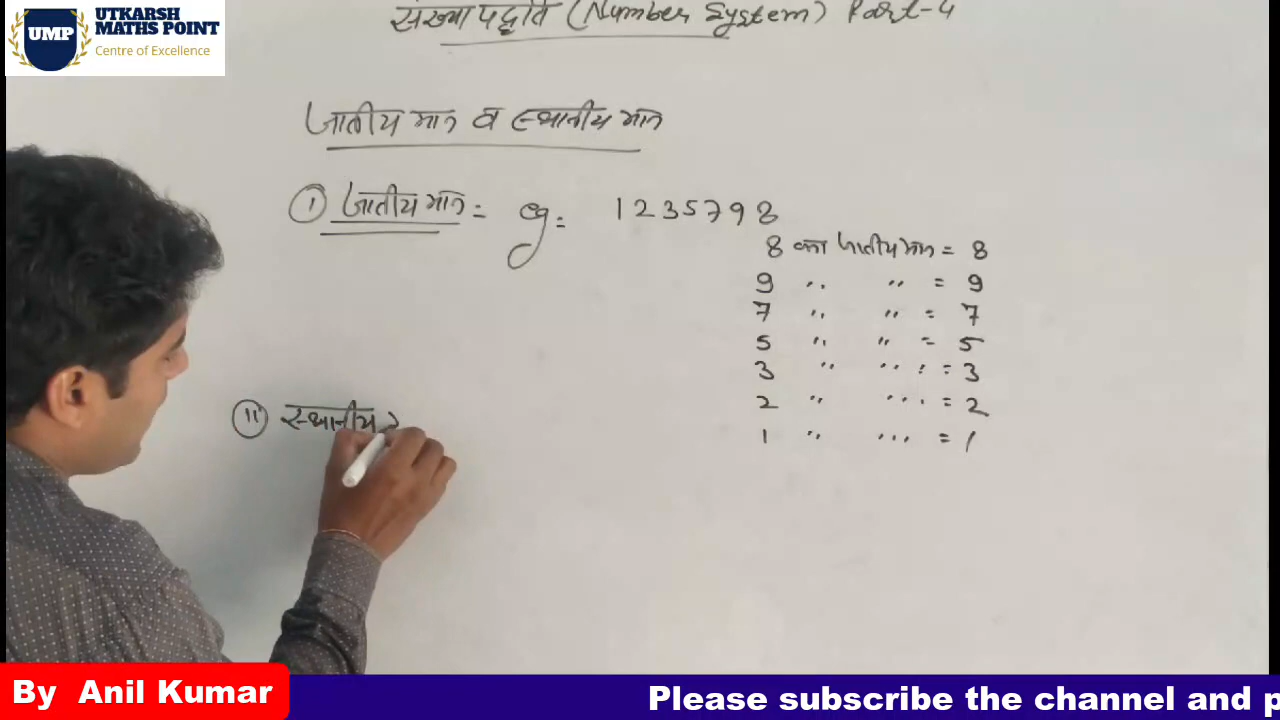 UTKARSH
MATHS POINT
UMP
Centre of Excellence
संख्या पद्धति (Number System) Part-4
जातीय मान व स्थानीय मान
① जातीय मान = eg = 1235798
8 का जातीय मान = 8
9 " " = 9
7 " " = 7
5 " " = 5
3 " " = 3
2 " " = 2
1 " " = 1
ⅱ स्थानीय
By Anil Kumar
Please subscribe the channel and p